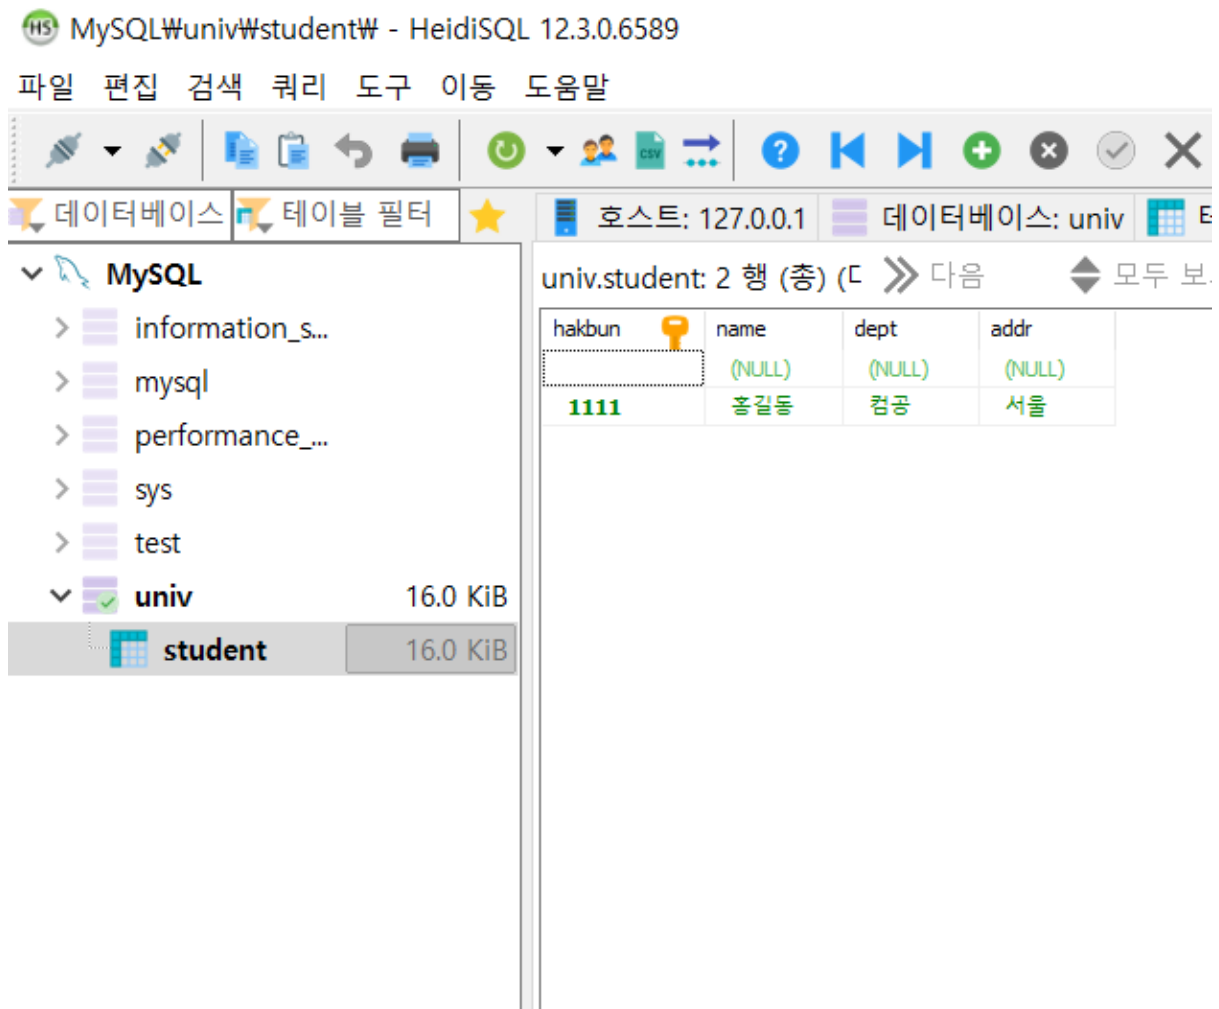 MySQL₩univ₩student₩ - HeidiSQL 12.3.0.6589
파일 편집 검색 쿼리 도구 이동 도움말
csv
데이터베이스 테이블 필터
호스트: 127.0.0.1 데이터베이스: univ
MySQL
information_s...
mysql
performance_...
sys
test
univ 16.0 KiB
student 16.0 KiB
univ.student: 2 행 (총) (다음 모두 보
hakbun name dept addr
(NULL) (NULL) (NULL)
1111 홍길동 컴공 서울